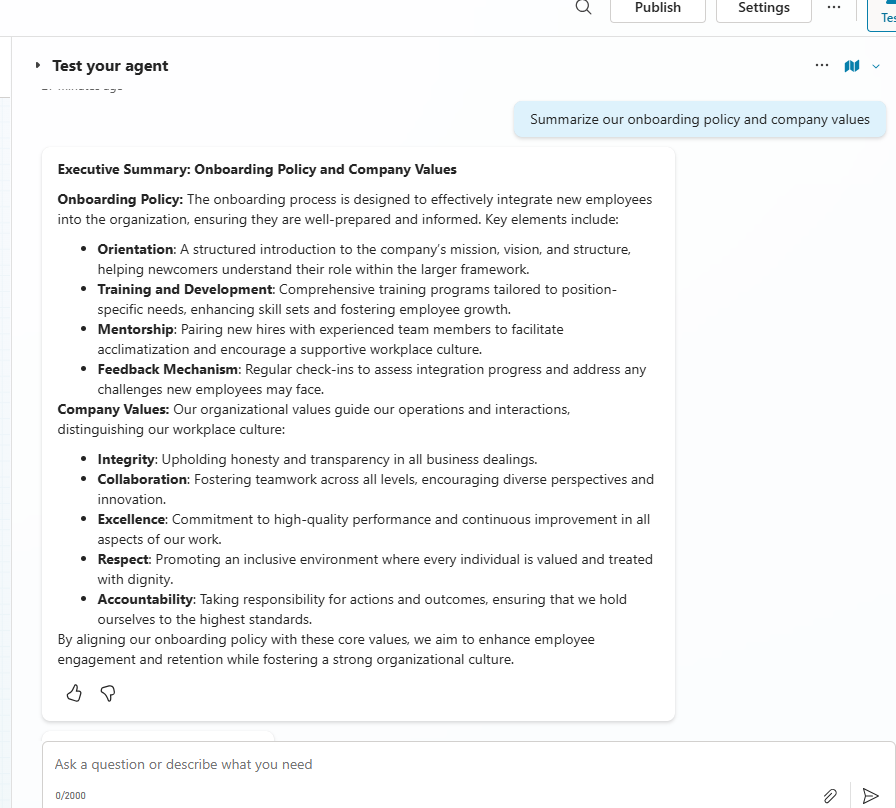 Publish
Settings
Test your agent
Summarize our onboarding policy and company values
Executive Summary: Onboarding Policy and Company Values
Onboarding Policy: The onboarding process is designed to effectively integrate new employees
into the organization, ensuring they are well-prepared and informed. Key elements include:
Orientation: A structured introduction to the company's mission, vision, and structure,
helping newcomers understand their role within the larger framework.
Training and Development: Comprehensive training programs tailored to position-
specific needs, enhancing skill sets and fostering employee growth.
Mentorship: Pairing new hires with experienced team members to facilitate
acclimatization and encourage a supportive workplace culture.
Feedback Mechanism: Regular check-ins to assess integration progress and address any
challenges new employees may face.
Company Values: Our organizational values guide our operations and interactions,
distinguishing our workplace culture:
Integrity: Upholding honesty and transparency in all business dealings.
Collaboration: Fostering teamwork across all levels, encouraging diverse perspectives and
innovation.
Excellence: Commitment to high-quality performance and continuous improvement in all
aspects of our work.
Respect: Promoting an inclusive environment where every individual is valued and treated
with dignity.
Accountability: Taking responsibility for actions and outcomes, ensuring that we hold
ourselves to the highest standards.
By aligning our onboarding policy with these core values, we aim to enhance employee
engagement and retention while fostering a strong organizational culture.
Ask a question or describe what you need
0/2000